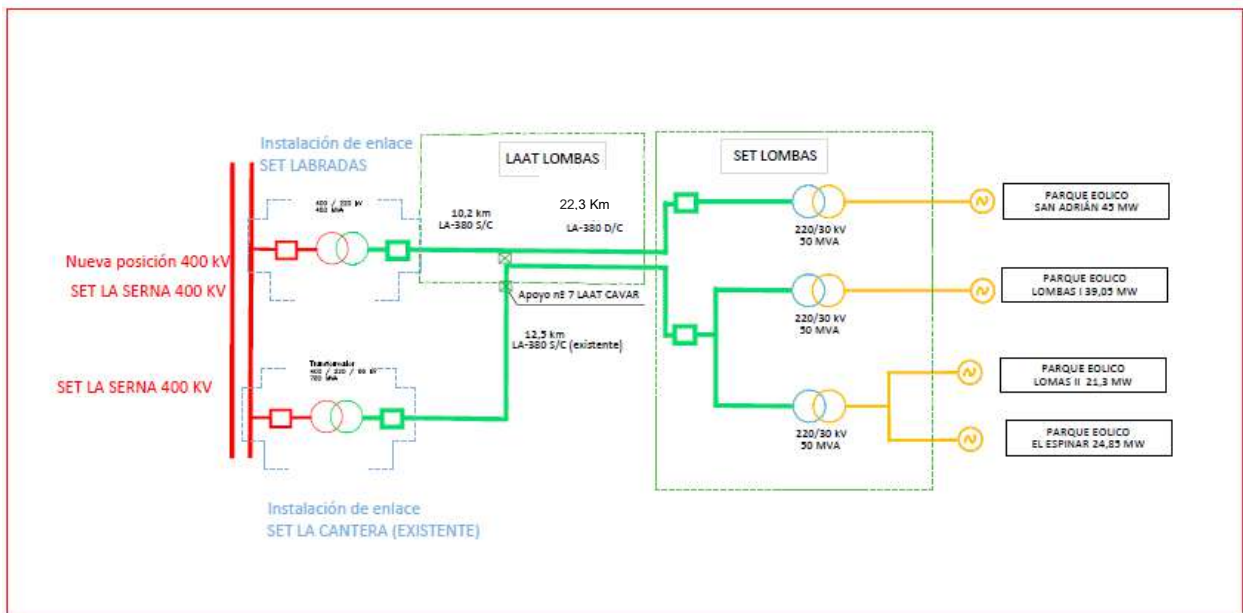 Instalación de enlace
SET LABRADAS
LAAT LOMBAS
SET LOMBAS
400 / 220 kV
10,2 km
LA-380 S/C
22.3 Km
LA-380 D/C
220/30 kV
50 MVA
PARQUE EOLICO
SAN ADRIÁN 45 MW
Nueva posición 400 kV
SET LA SERNA 400 KV
Apoyo nº 7 LAAT CAVAR
220/30 kV
50 MVA
PARQUE EOLICO
LOMBAS I 39,05 MW
12,5 km
LA-380 S/C (existente)
SET LA SERNA 400 KV
Transformador
700 MVA
220/30 kV
50 MVA
PARQUE EOLICO
LOMAS II 21,3 MW
PARQUE EOLICO
EL ESPINAR 24,85 MW
Instalación de enlace
SET LA CANTERA (EXISTENTE)